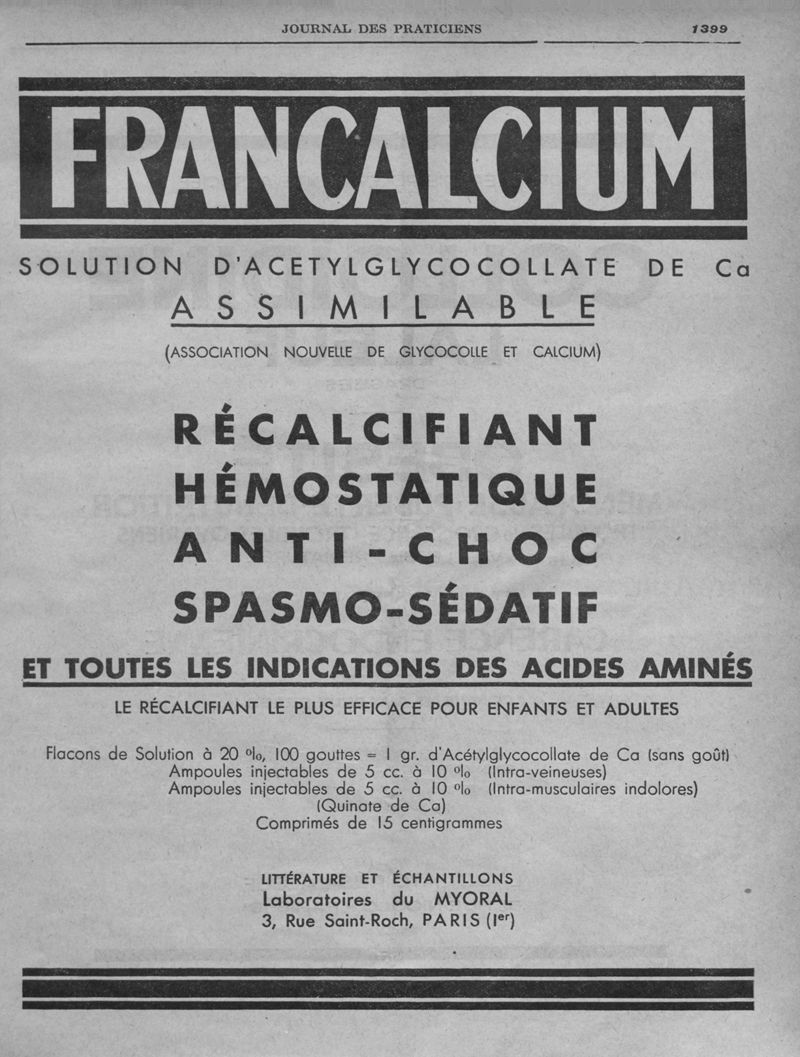 JOURNAL DES PRATICIENS 1399
FRANCALCIUM
SOLUTION D'ACETYLGLYCOCOLLATE DE Ca
ASSIMILABLE
(ASSOCIATION NOUVELLE DE GLYCOCOLLE ET CALCIUM)
RÉCALCIFIANT
HÉMOSTATIQUE
ANTI-CHOC
SPASMO-SÉDATIF
ET TOUTES LES INDICATIONS DES ACIDES AMINÉS
LE RÉCALCIFIANT LE PLUS EFFICACE POUR ENFANTS ET ADULTES
Flacons de Solution à 20 %, 100 gouttes = 1 gr. d'Acétylglycocollate de Ca (sans goût)
Ampoules injectables de 5 cc. à 10 % (Intra-veineuses)
Ampoules injectables de 5 cc. à 10 % (Intra-musculaires indolores)
(Quinate de Ca)
Comprimés de 15 centigrammes
LITTÉRATURE ET ÉCHANTILLONS
Laboratoires du MYORAL
3, Rue Saint-Roch, PARIS (Ier)